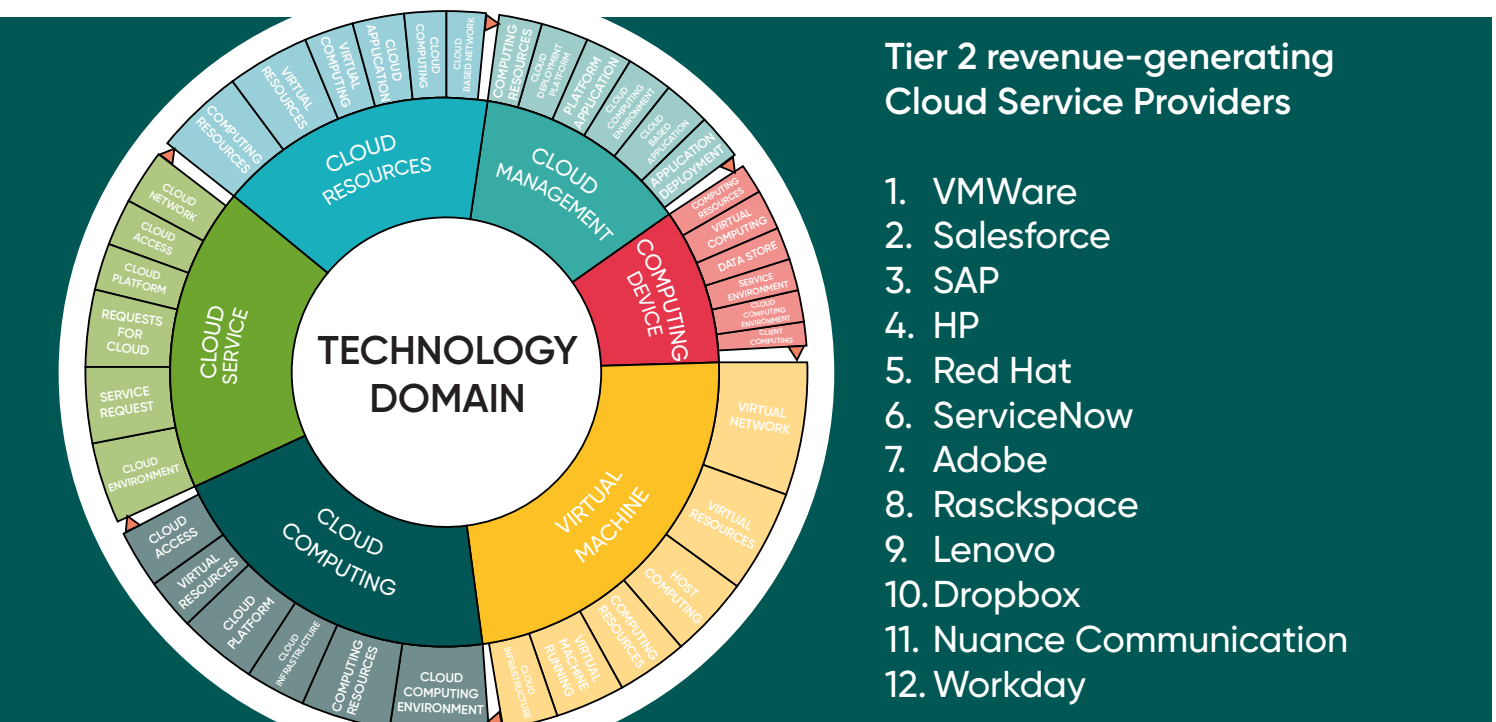 TECHNOLOGY
DOMAIN
CLOUD
RESOURCES
COMPUTING
RESOURCES
VIRTUAL
RESOURCES
VIRTUAL
COMPUTING
CLOUD
APPLICATION
CLOUD
COMPUTING
CLOUD
BASED NETWORK
CLOUD
MANAGEMENT
COMPUTING
RESOURCES
CLOUD
DEPLOYMENT
PLATFORM
PLATFORM
APPLICATION
CLOUD
COMPUTING
ENVIRONMENT
CLOUD
BASED
APPLICATION
APPLICATION
DEPLOYMENT
COMPUTING
DEVICE
COMPUTING
RESOURCES
VIRTUAL
COMPUTING
DATA STORE
SERVICE
ENVIRONMENT
CLOUD
COMPUTING
ENVIRONMENT
CLIENT
COMPUTING
VIRTUAL
MACHINE
VIRTUAL
NETWORK
VIRTUAL
RESOURCES
HOST
COMPUTING
COMPUTING
RESOURCES
VIRTUAL
MACHINE
RUNNING
CLOUD
INFRASTRUCTURE
CLOUD
COMPUTING
CLOUD
COMPUTING
ENVIRONMENT
COMPUTING
RESOURCES
CLOUD
INFRASTRUCTURE
CLOUD
PLATFORM
VIRTUAL
RESOURCES
CLOUD
ACCESS
CLOUD
SERVICE
CLOUD
ENVIRONMENT
SERVICE
REQUEST
REQUESTS
FOR
CLOUD
CLOUD
PLATFORM
CLOUD
ACCESS
CLOUD
NETWORK
Tier 2 revenue-generating
Cloud Service Providers
1. VMWare
2. Salesforce
3. SAP
4. HP
5. Red Hat
6. ServiceNow
7. Adobe
8. Rasckspace
9. Lenovo
10. Dropbox
11. Nuance Communication
12. Workday